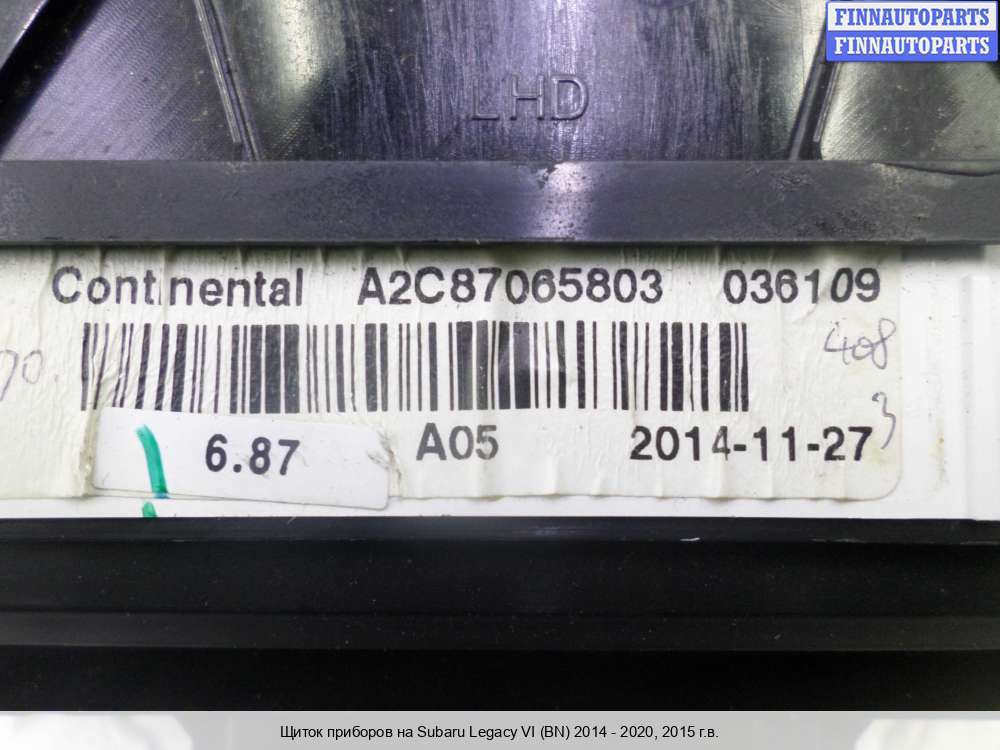 FINNAUTOPARTS
FINNAUTOPARTS
LHD
Continental A2C87065803 036109
408
3
6.87 A05 2014-11-27
Щиток приборов на Subaru Legacy VI (BN) 2014 - 2020, 2015 г.в.